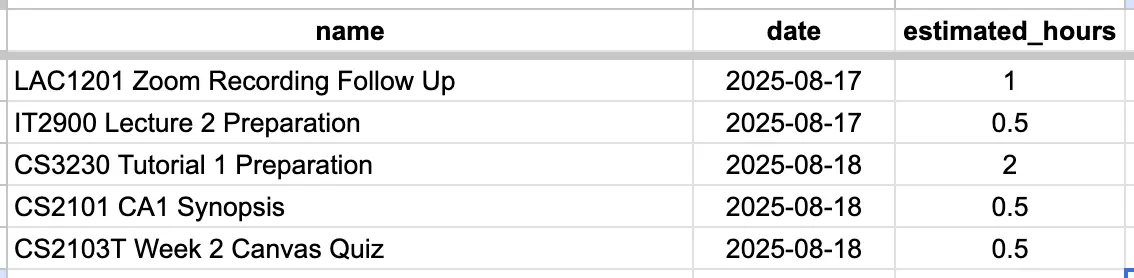 name date estimated_hours
LAC1201 Zoom Recording Follow Up 2025-08-17 1
IT2900 Lecture 2 Preparation 2025-08-17 0.5
CS3230 Tutorial 1 Preparation 2025-08-18 2
CS2101 CA1 Synopsis 2025-08-18 0.5
CS2103T Week 2 Canvas Quiz 2025-08-18 0.5